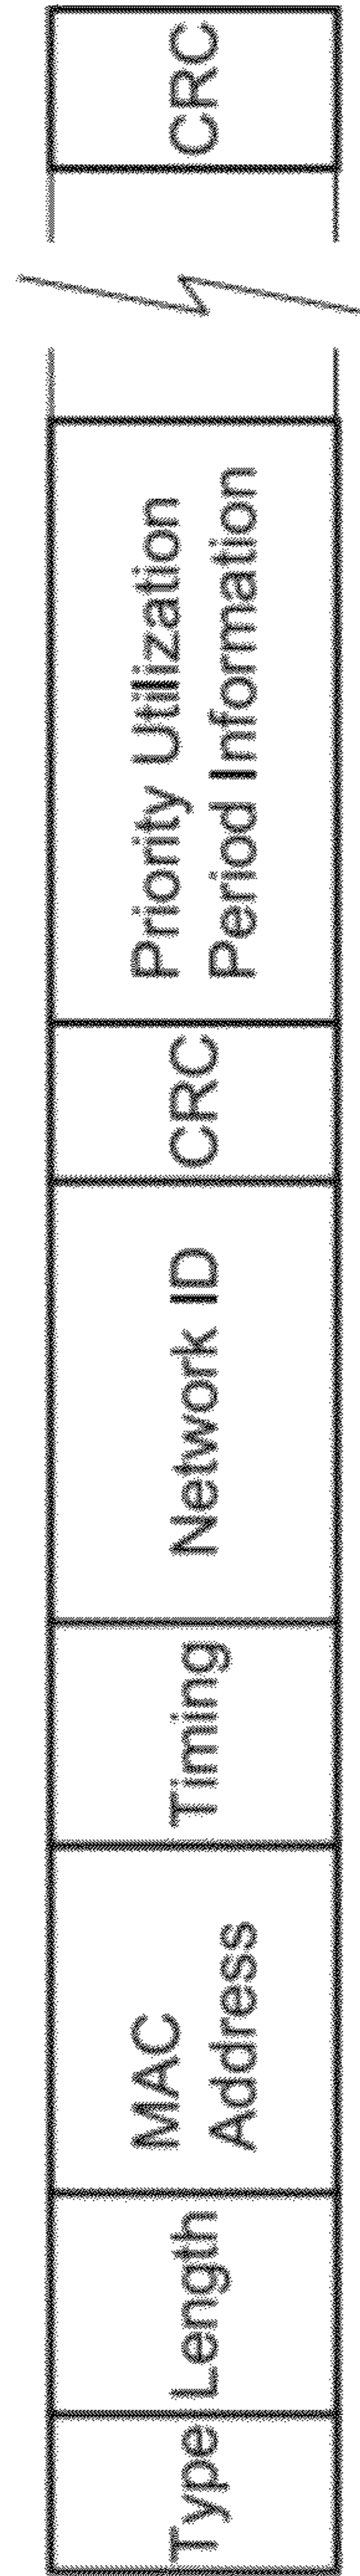 Type
Length
MAC
Address
Timing
Network ID
CRC
Priority Utilization
Period Information
CRC